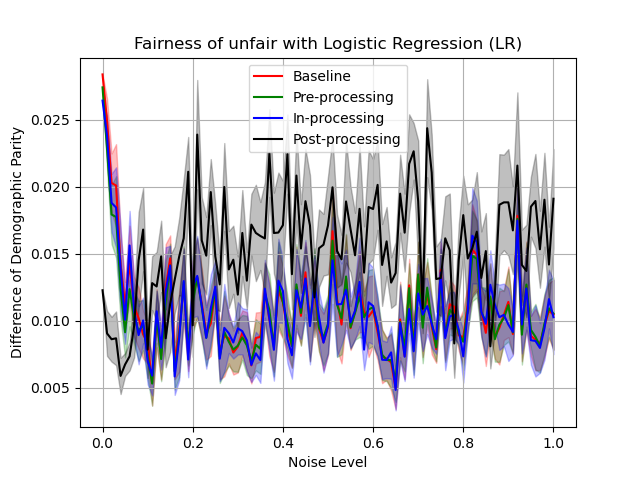 Fairness of unfair with Logistic Regression (LR)
Baseline
Pre-processing
In-processing
Post-processing
Difference of Demographic Parity
0.025
0.020
0.015
0.010
0.005
0.0 0.2 0.4 0.6 0.8 1.0
Noise Level